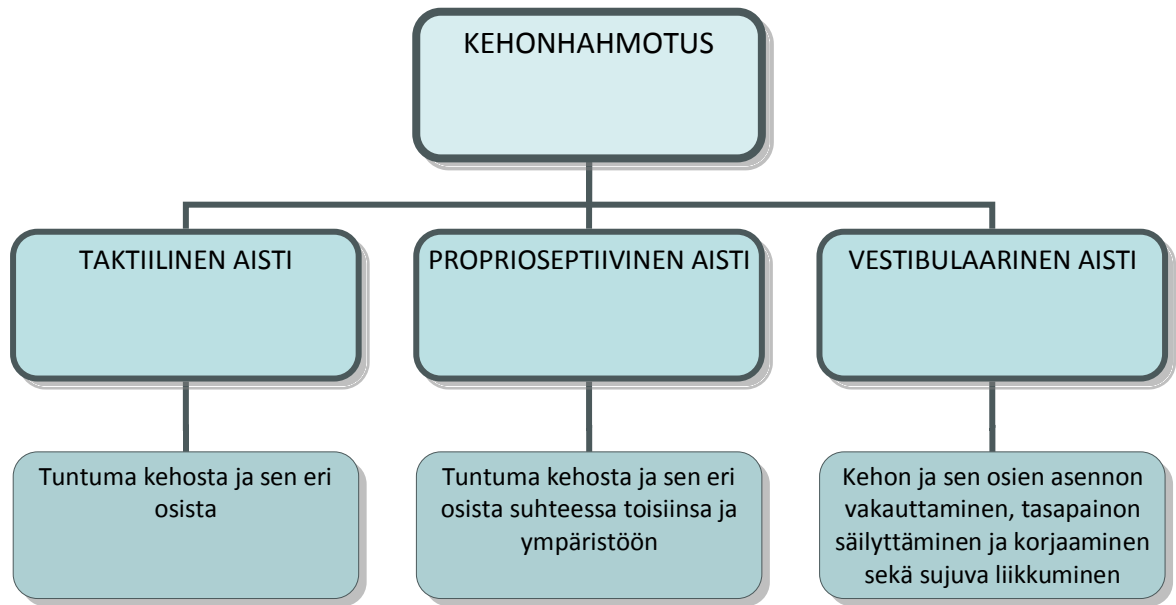 KEHONHAHMOTUS
TAKTIILINEN AISTI
PROPRIOSEPTIIVINEN AISTI
VESTIBULAARINEN AISTI
Tuntuma kehosta ja sen eri
osista
Tuntuma kehosta ja sen eri
osista suhteessa toisiinsa ja
ympäristöön
Kehon ja sen osien asennon
vakauttaminen, tasapainon
säilyttäminen ja korjaaminen
sekä sujuva liikkuminen